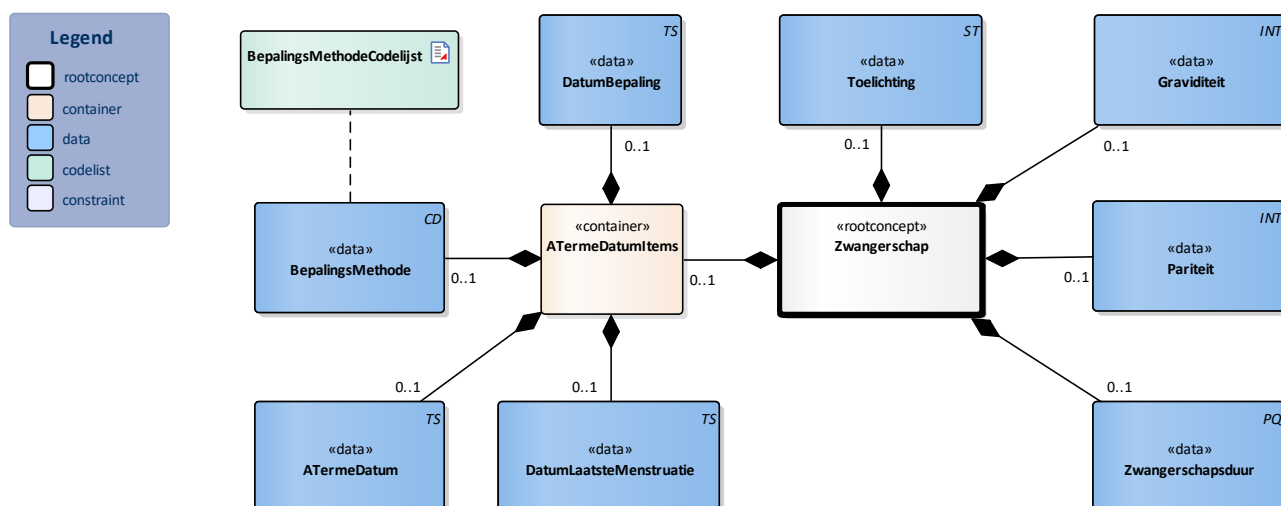 Legend
rootconcept
container
data
codelist
constraint
BepalingsMethodeCodelijst
TS
«data»
DatumBepaling
ST
«data»
Toelichting
INT
«data»
Graviditeit
0..1
0..1
0..1
CD
«data»
BepalingsMethode
0..1
«container»
ATermeDatumItems
0..1
«rootconcept»
Zwangerschap
INT
«data»
Pariteit
0..1
0..1
0..1
0..1
TS
«data»
ATermeDatum
TS
«data»
DatumLaatsteMenstruatie
PQ
«data»
Zwangerschapsduur